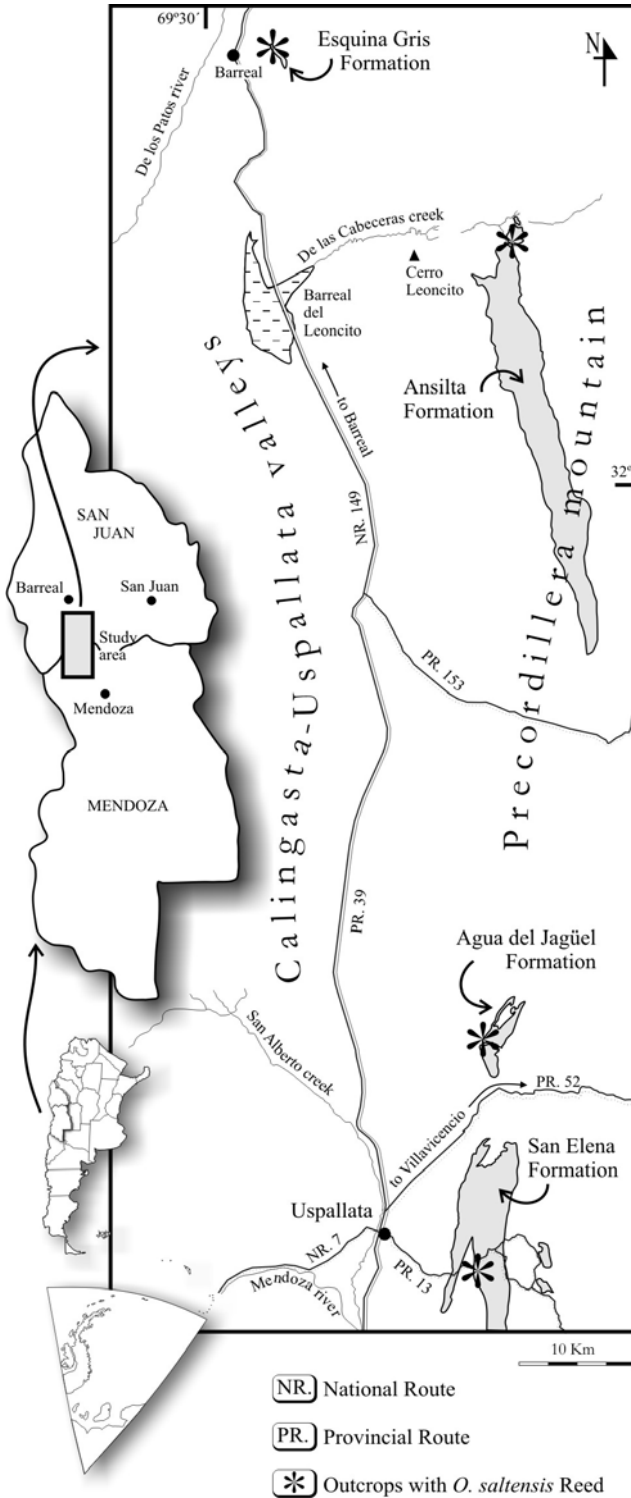 69º30´
N
Esquina Gris
Formation
Barreal
De los Patos river
De las Cabeceras creek
Cerro
Leoncito
Barreal
del
Leoncito
Ansilta
Formation
to Barreal
32º
NR. 149
Calingasta-Uspallata valleys
Precordillera mountain
PR. 153
SAN
JUAN
Barreal
San Juan
Study
area
Mendoza
MENDOZA
PR. 39
Agua del Jagüel
Formation
San Alberto creek
PR. 52
to Villavicencio
San Elena
Formation
Uspallata
NR. 7
PR. 13
Mendoza river
10 Km
NR. National Route
PR. Provincial Route
Outcrops with O. saltensis Reed